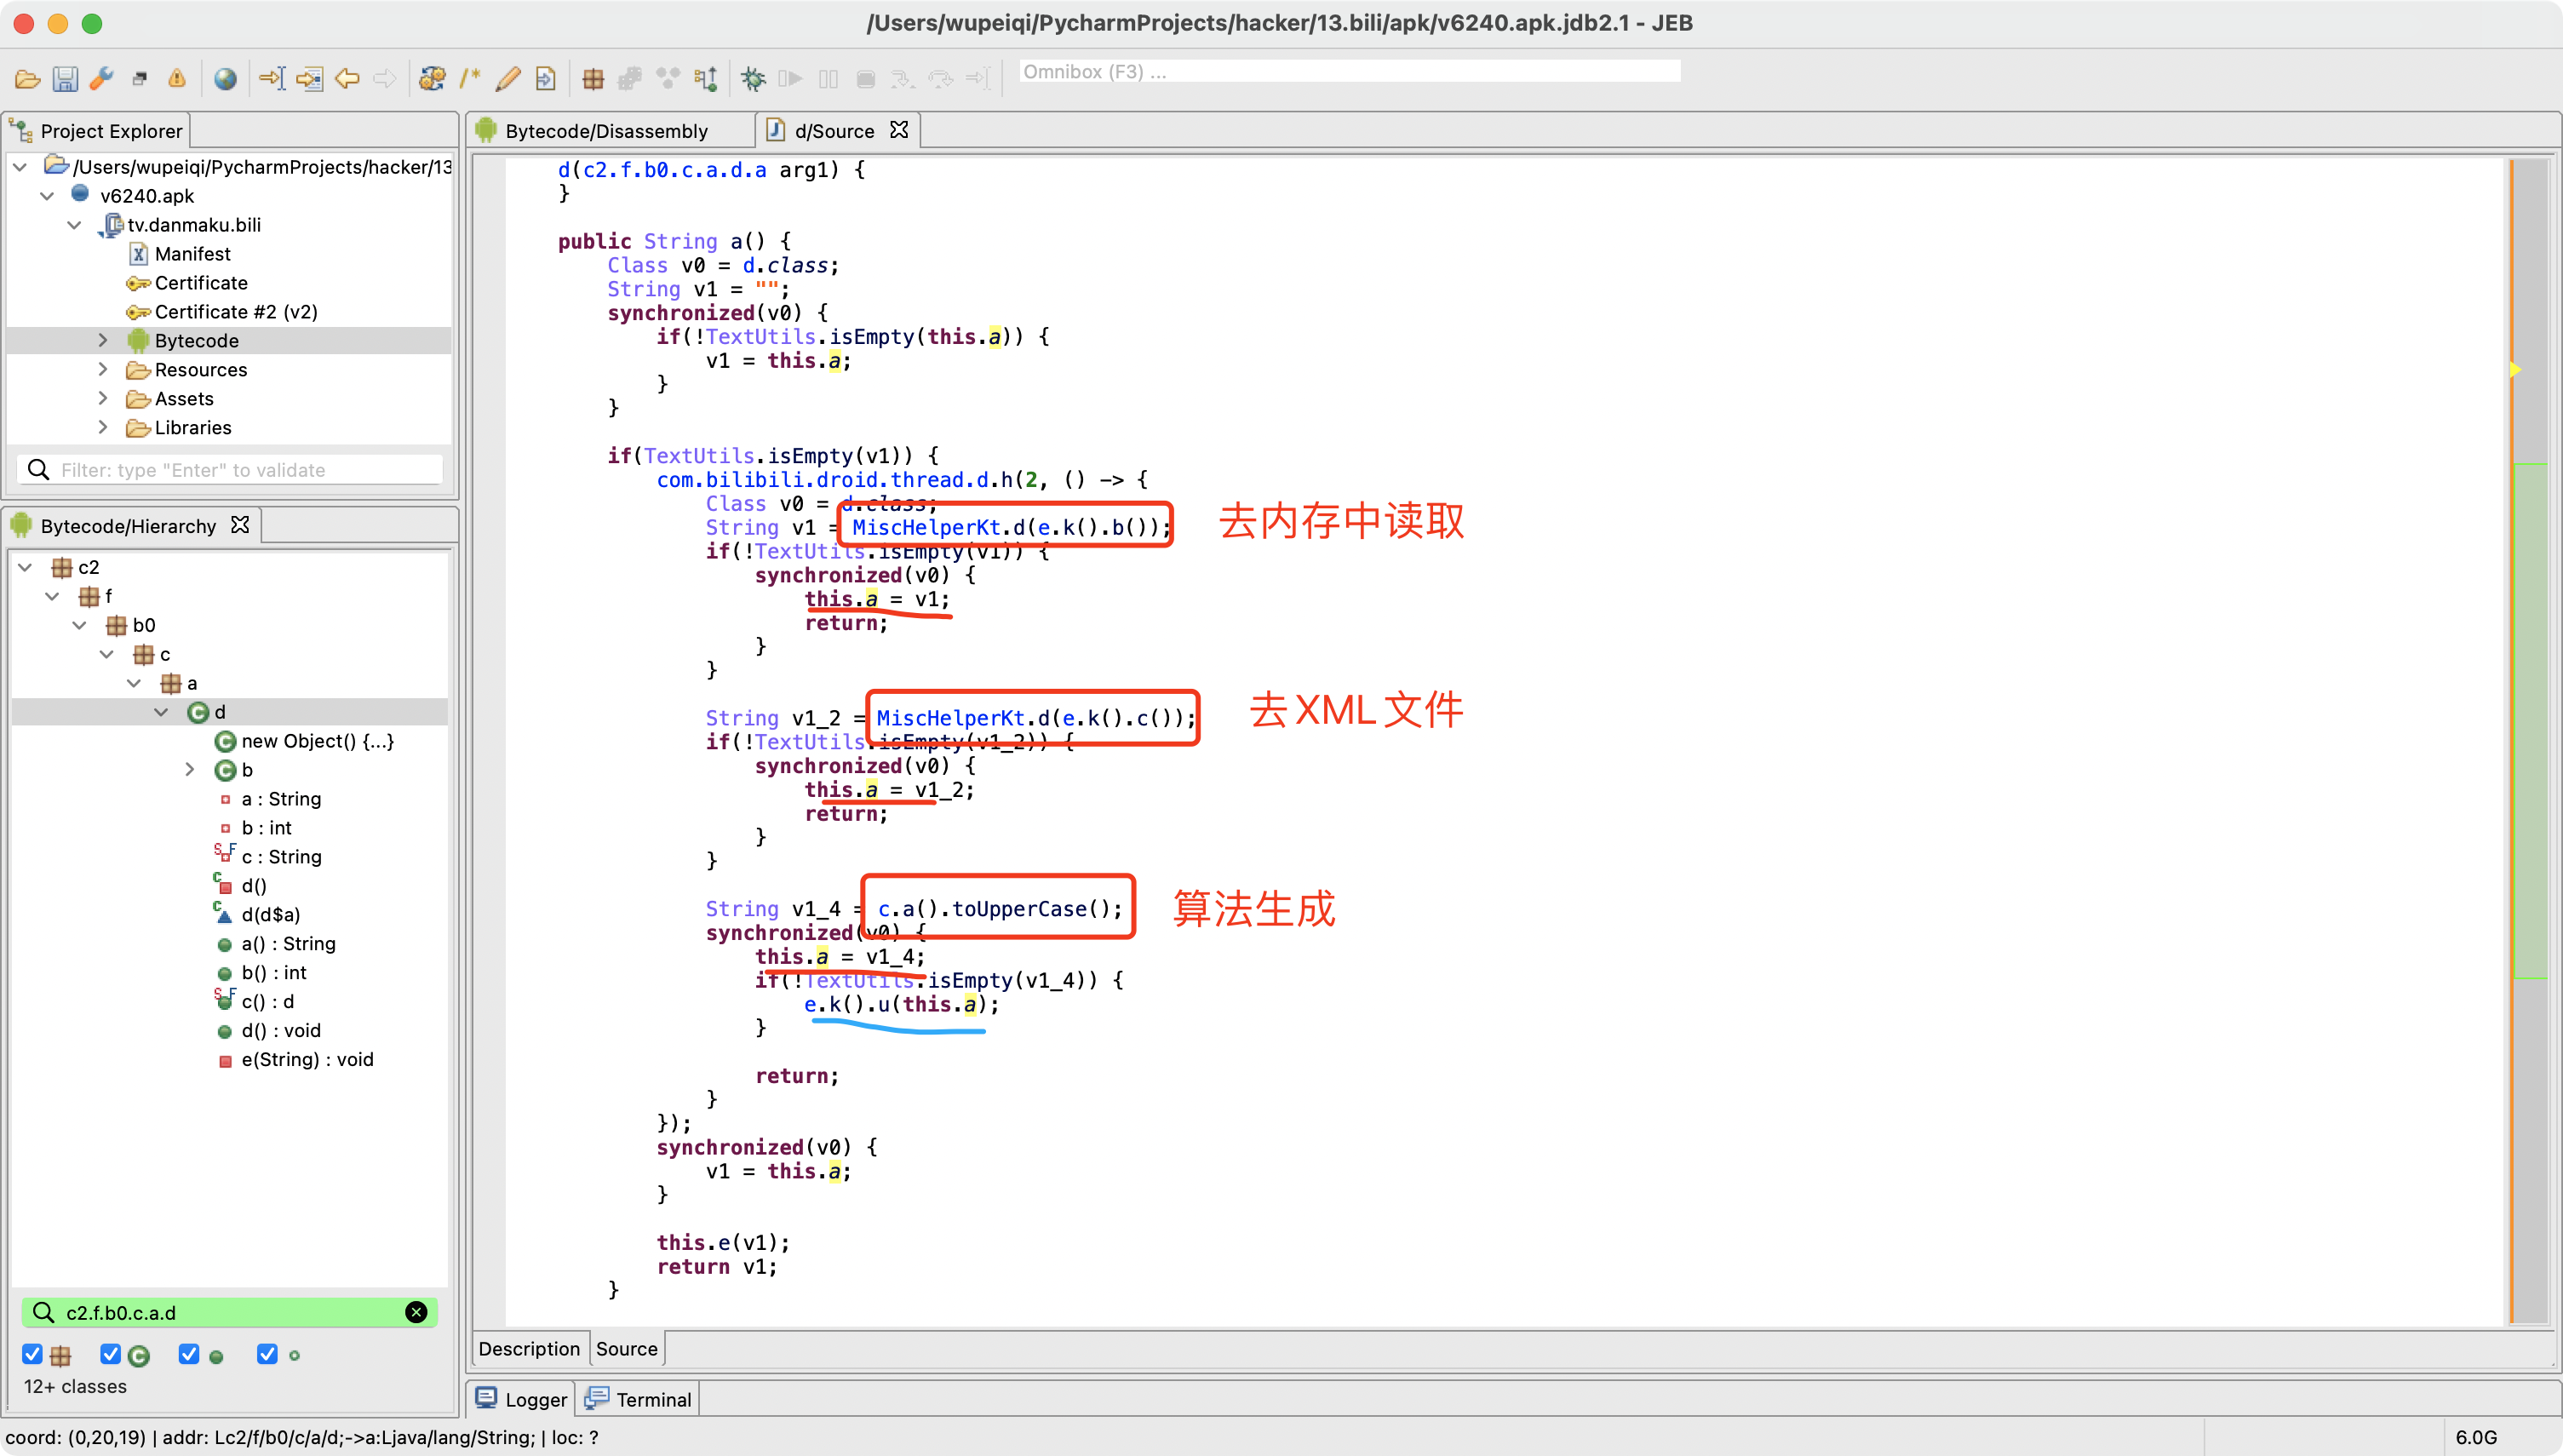 /Users/wupeiqi/PycharmProjects/hacker/13.bili/apk/v6240.apk.jdb2.1 - JEB
Omnibox (F3) ...
Project Explorer
/Users/wupeiqi/PycharmProjects/hacker/13
v6240.apk
tv.danmaku.bili
Manifest
Certificate
Certificate #2 (v2)
Bytecode
Resources
Assets
Libraries
Filter: type "Enter" to validate
Bytecode/Hierarchy
c2
f
b0
c
a
d
new Object() {...}
b
a : String
b : int
c : String
d()
d(d$a)
a() : String
b() : int
c() : d
d() : void
e(String) : void
c2.f.b0.c.a.d
12+ classes
Bytecode/Disassembly
d/Source
d(c2.f.b0.c.a.d.a arg1) {
}
public String a() {
Class v0 = d.class;
String v1 = "";
synchronized(v0) {
if(!TextUtils.isEmpty(this.a)) {
v1 = this.a;
}
}
if(TextUtils.isEmpty(v1)) {
com.bilibili.droid.thread.d.h(2, () -> {
Class v0 = d.class;
String v1 = MiscHelperKt.d(e.k().b());
去内存中读取
if(!TextUtils.isEmpty(v1)) {
synchronized(v0) {
this.a = v1;
return;
}
}
String v1_2 = MiscHelperKt.d(e.k().c());
去XML文件
if(!TextUtils.isEmpty(v1_2)) {
synchronized(v0) {
this.a = v1_2;
return;
}
}
String v1_4 = c.a().toUpperCase();
算法生成
synchronized(v0) {
this.a = v1_4;
if(!TextUtils.isEmpty(v1_4)) {
e.k().u(this.a);
}
return;
}
});
synchronized(v0) {
v1 = this.a;
}
this.e(v1);
return v1;
}
Description
Source
Logger
Terminal
coord: (0,20,19) | addr: Lc2/f/b0/c/a/d;->a:Ljava/lang/String; | loc: ?
6.0G